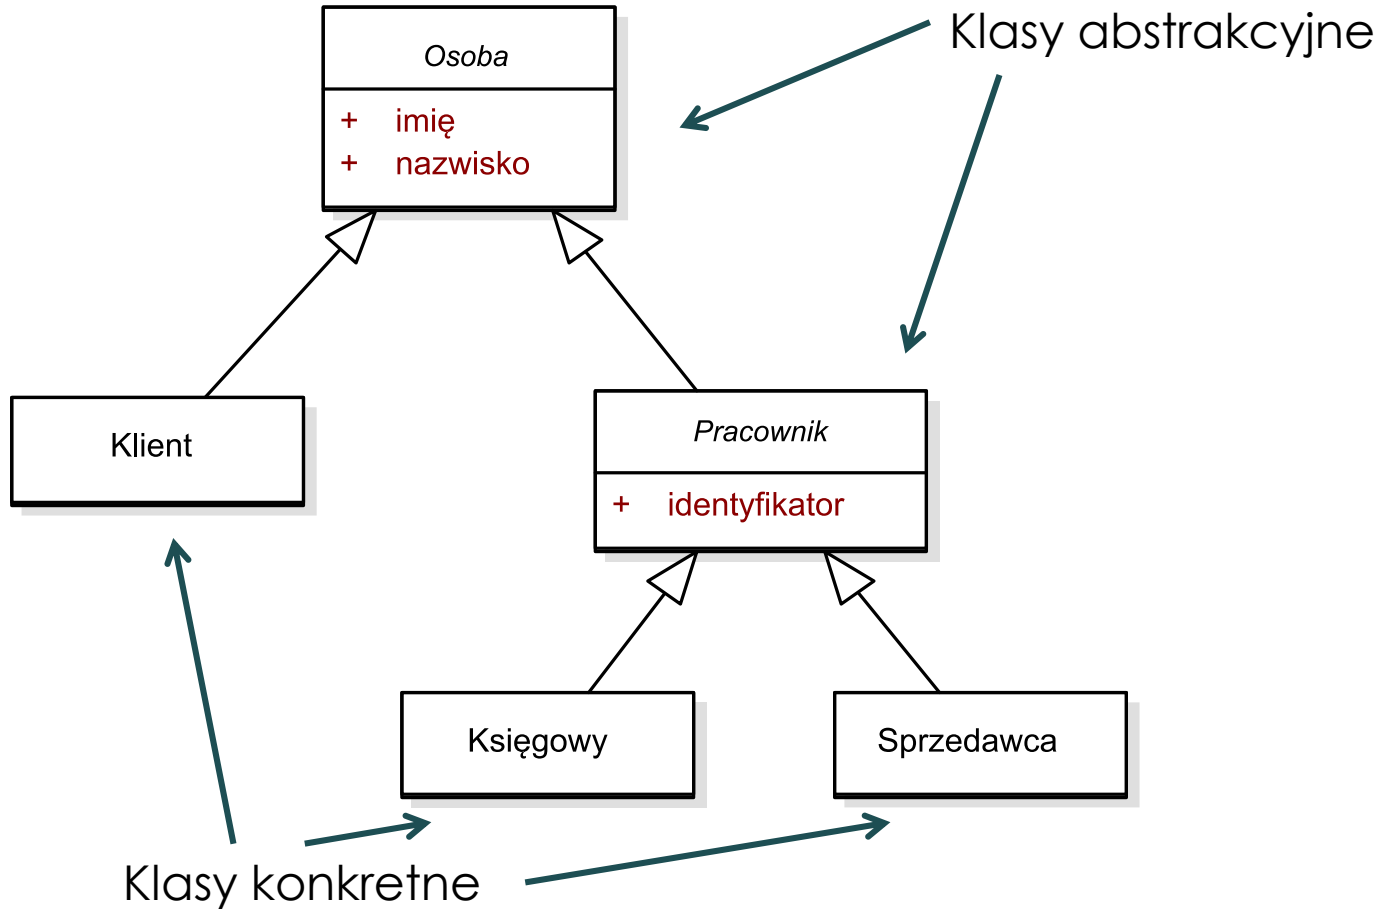 Klasy abstrakcyjne
Osoba
+ imię
+ nazwisko
Klient
Pracownik
+ identyfikator
Księgowy
Sprzedawca
Klasy konkretne